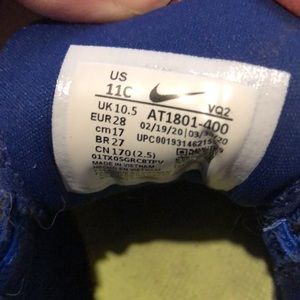 US
11C
VQ2
UK 10.5
AT1801-400
EUR 28
02/19/20
cm 17
BR 27
CN 170 (2.5)
MADE IN VIETNAM